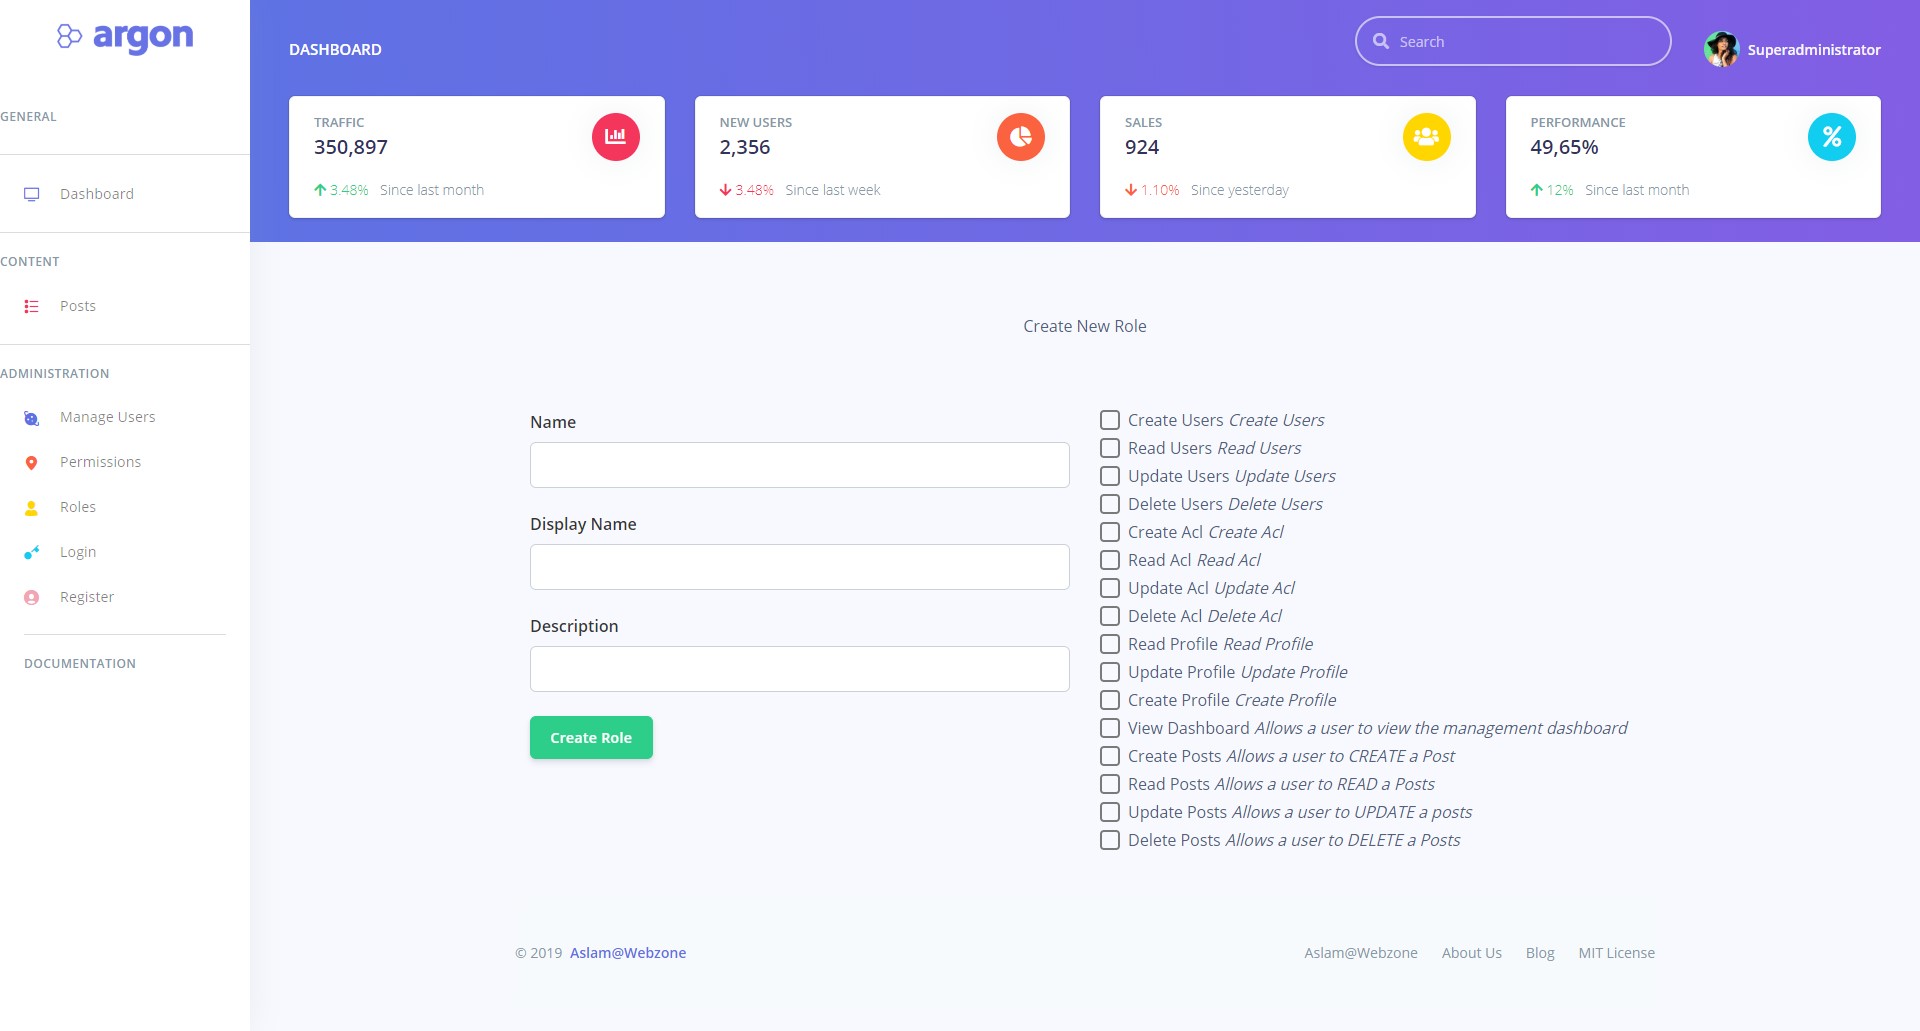 argon
GENERAL
Dashboard
CONTENT
Posts
ADMINISTRATION
Manage Users
Permissions
Roles
Login
Register
DOCUMENTATION
DASHBOARD
Search
Superadministrator
TRAFFIC
350,897
3.48% Since last month
NEW USERS
2,356
3.48% Since last week
SALES
924
1.10% Since yesterday
PERFORMANCE
49,65%
12% Since last month
Create New Role
Name
Display Name
Description
Create Role
Create Users Create Users
Read Users Read Users
Update Users Update Users
Delete Users Delete Users
Create Acl Create Acl
Read Acl Read Acl
Update Acl Update Acl
Delete Acl Delete Acl
Read Profile Read Profile
Update Profile Update Profile
Create Profile Create Profile
View Dashboard Allows a user to view the management dashboard
Create Posts Allows a user to CREATE a Post
Read Posts Allows a user to READ a Posts
Update Posts Allows a user to UPDATE a posts
Delete Posts Allows a user to DELETE a Posts
© 2019 Aslam@Webzone
Aslam@Webzone About Us Blog MIT License